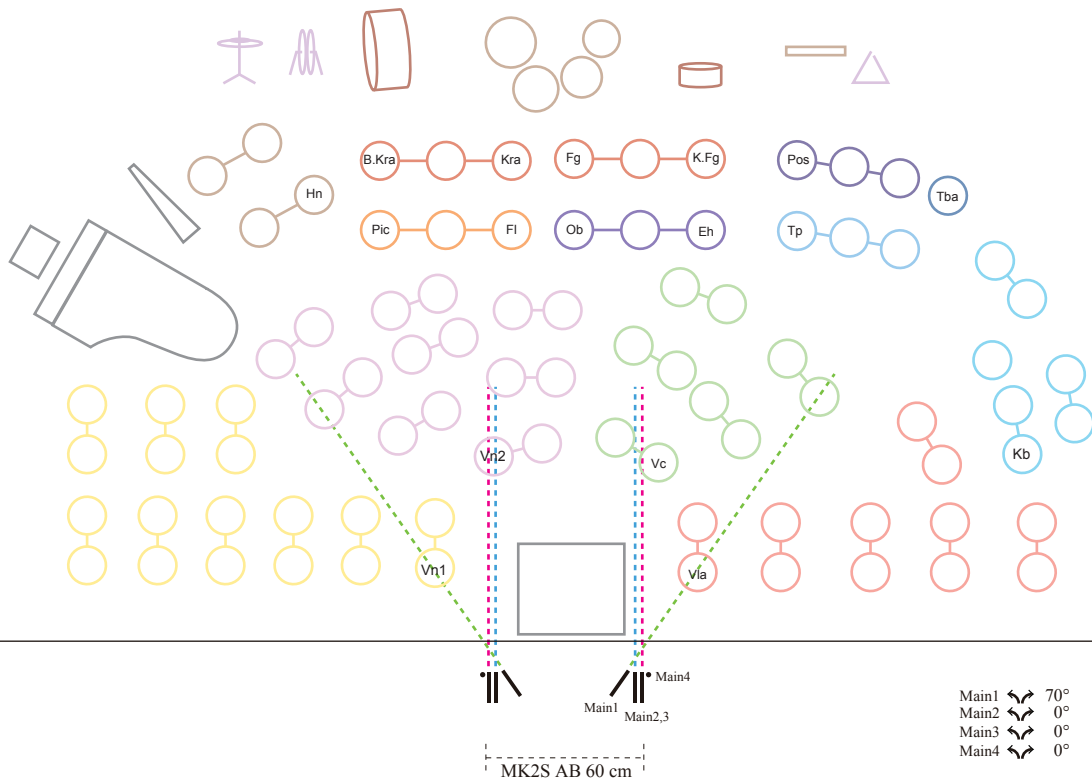 B.Kra Kra Fg K.Fg Pos
Hn Tba
Pic Fl Ob Eh Tp
Vn2 Vc Kb
Vn1 Vla
Main4
Main1
Main2,3
Main1 70°
Main2 0°
Main3 0°
Main4 0°
MK2S AB 60 cm